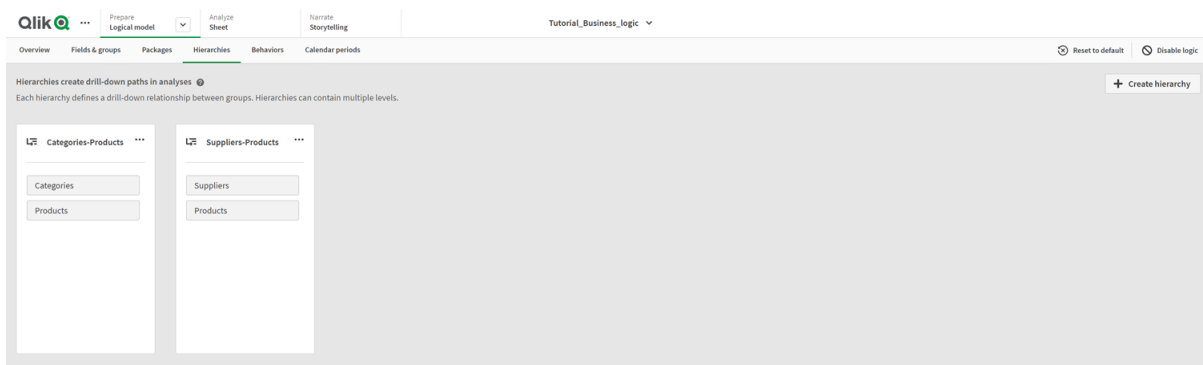 Qlik
Prepare
Logical model
Analyze
Sheet
Narrate
Storytelling
Tutorial_Business_logic
Overview Fields & groups Packages Hierarchies Behaviors Calendar periods
Reset to default Disable logic
Hierarchies create drill-down paths in analyses
Each hierarchy defines a drill-down relationship between groups. Hierarchies can contain multiple levels.
Create hierarchy
Categories-Products
Categories
Products
Suppliers-Products
Suppliers
Products